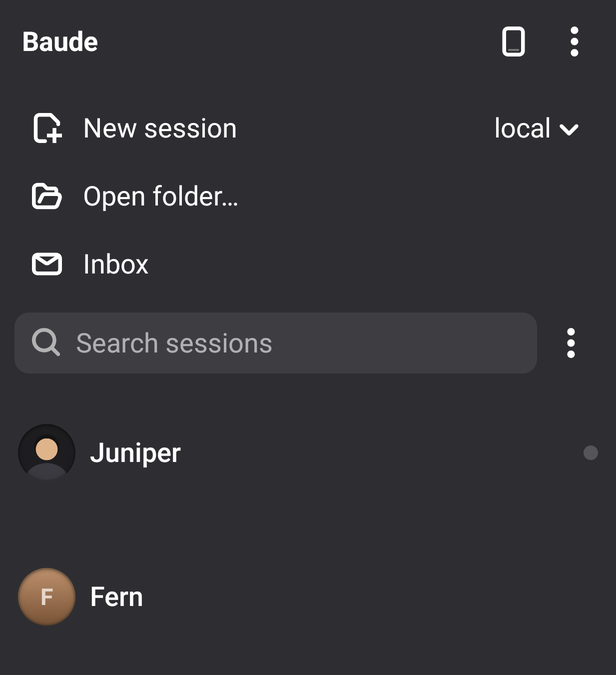 Baude
New session
local
Open folder...
Inbox
Search sessions
Juniper
F
Fern